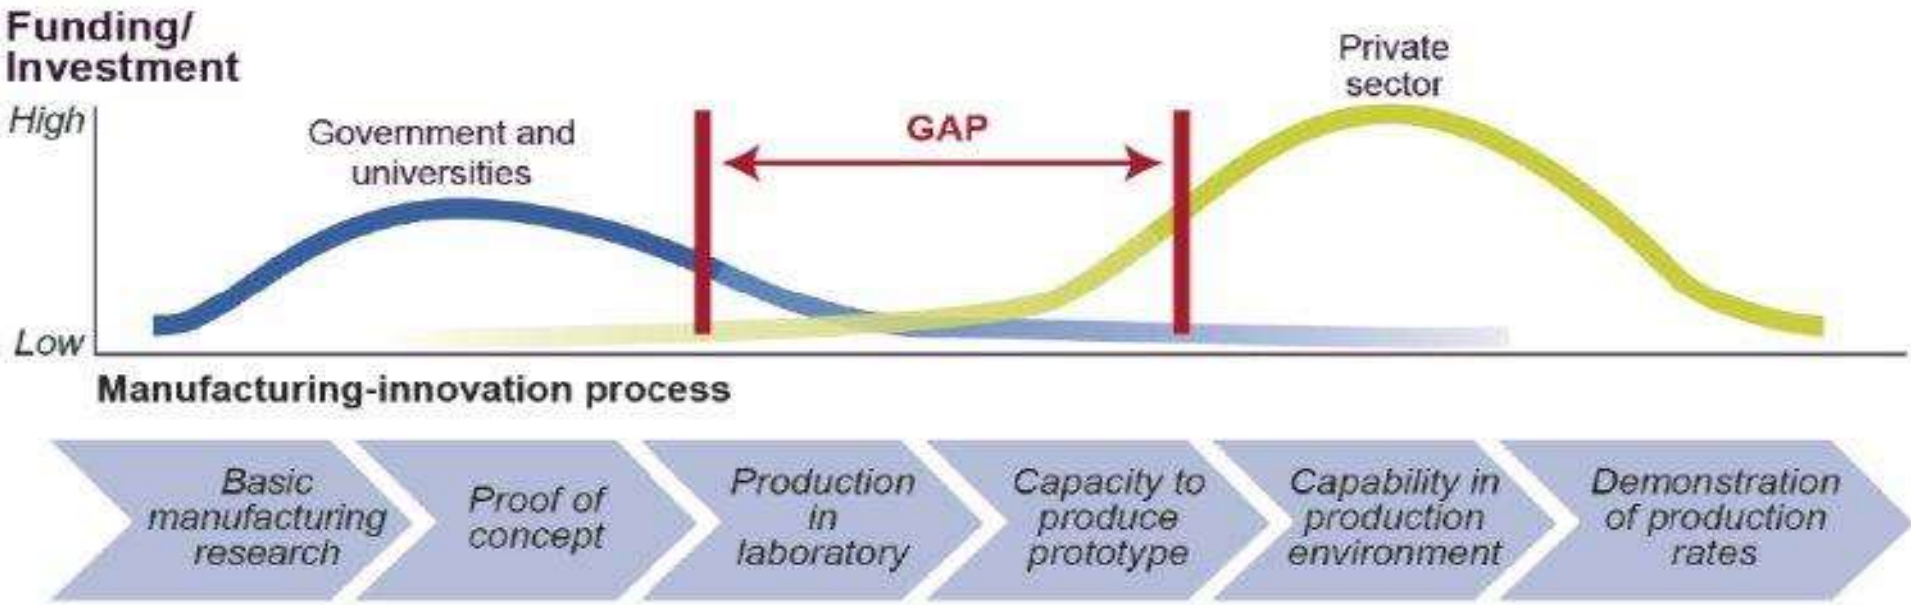 Funding/
Investment
High
Low
Government and
universities
GAP
Private
sector
Manufacturing-innovation process
Basic
manufacturing
research
Proof of
concept
Production
in
laboratory
Capacity to
produce
prototype
Capability in
production
environment
Demonstration
of production
rates